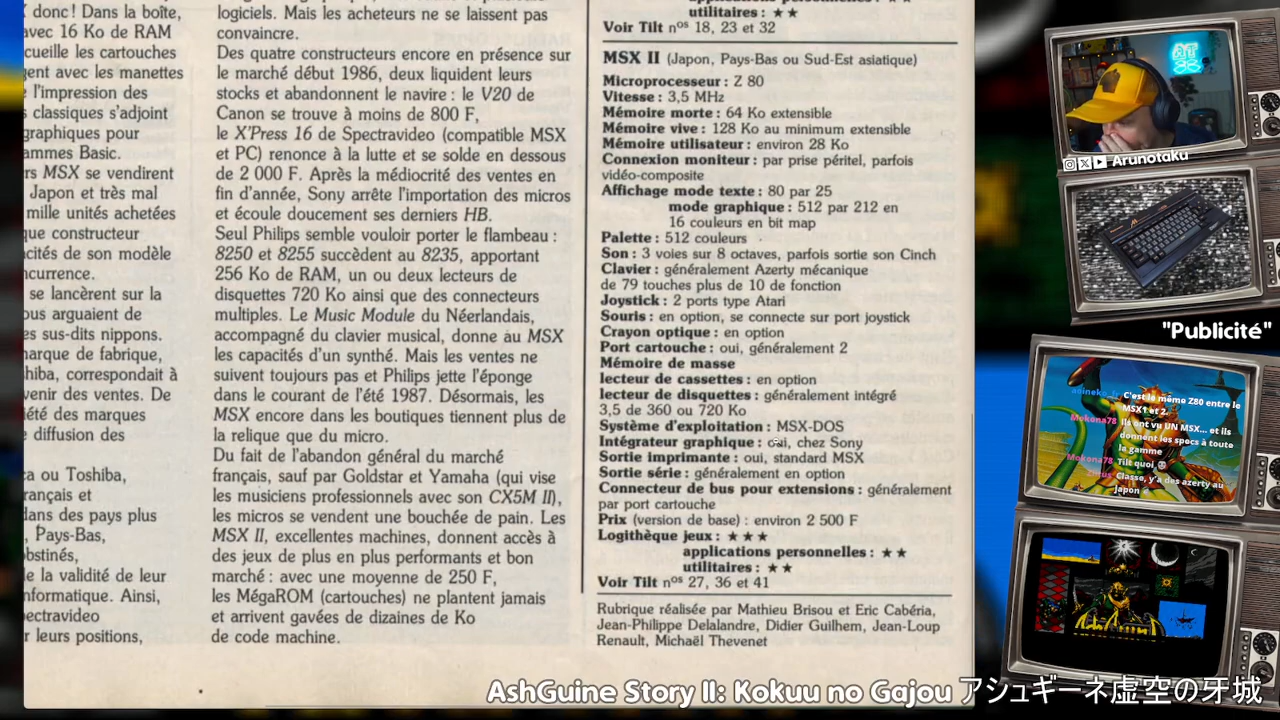 donc! Dans la boîte,
avec 16 Ko de RAM
cueille les cartouches
gent avec les manettes
l'impression des
classiques s'adjoint
graphiques pour
ammes Basic.
rs MSX se vendirent
Japon et très mal
mille unités achetées
que constructeur
cités de son modèle
ncurrence.
se lancèrent sur la
ous arguaient de
es sus-dits nippons.
arque de fabrique,
hiba, correspondait à
venir des ventes. De
été des marques
diffusion des
ca ou Toshiba,
rançais et
dans des pays plus
, Pays-Bas,
obstinés,
e la validité de leur
nformatique. Ainsi,
pectravideo
r leurs positions,
logiciels. Mais les acheteurs ne se laissent pas
convaincre.
Des quatre constructeurs encore en présence sur
le marché début 1986, deux liquident leurs
stocks et abandonnent le navire : le V20 de
Canon se trouve à moins de 800 F,
le X'Press 16 de Spectravideo (compatible MSX
et PC) renonce à la lutte et se solde en dessous
de 2 000 F. Après la médiocrité des ventes en
fin d'année, Sony arrête l'importation des micros
et écoule doucement ses derniers HB.
Seul Philips semble vouloir porter le flambeau :
8250 et 8255 succèdent au 8235, apportant
256 Ko de RAM, un ou deux lecteurs de
disquettes 720 Ko ainsi que des connecteurs
multiples. Le Music Module du Néerlandais,
accompagné du clavier musical, donne au MSX
les capacités d'un synthé. Mais les ventes ne
suivent toujours pas et Philips jette l'éponge
dans le courant de l'été 1987. Désormais, les
MSX encore dans les boutiques tiennent plus de
la relique que du micro.
Du fait de l'abandon général du marché
français, sauf par Goldstar et Yamaha (qui vise
les musiciens professionnels avec son CX5M II),
les micros se vendent une bouchée de pain. Les
MSX II, excellentes machines, donnent accès à
des jeux de plus en plus performants et bon
marché : avec une moyenne de 250 F,
les MégaROM (cartouches) ne plantent jamais
et arrivent gavées de dizaines de Ko
de code machine.
utilitaires : ★★
Voir Tilt nos 18, 23 et 32
MSX II (Japon, Pays-Bas ou Sud-Est asiatique)
Microprocesseur : Z 80
Vitesse : 3,5 MHz
Mémoire morte : 64 Ko extensible
Mémoire vive : 128 Ko au minimum extensible
Mémoire utilisateur : environ 28 Ko
Connexion moniteur : par prise péritel, parfois
vidéo-composite
Affichage mode texte : 80 par 25
mode graphique : 512 par 212 en
16 couleurs en bit map
Palette : 512 couleurs
Son : 3 voies sur 8 octaves, parfois sortie son Cinch
Clavier : généralement Azerty mécanique
de 79 touches plus de 10 de fonction
Joystick : 2 ports type Atari
Souris : en option, se connecte sur port joystick
Crayon optique : en option
Port cartouche : oui, généralement 2
Mémoire de masse
lecteur de cassettes : en option
lecteur de disquettes : généralement intégré
3,5 de 360 ou 720 Ko
Système d'exploitation : MSX-DOS
Intégrateur graphique : oui, chez Sony
Sortie imprimante : oui, standard MSX
Sortie série : généralement en option
Connecteur de bus pour extensions : généralement
par port cartouche
Prix (version de base) : environ 2 500 F
Logithèque jeux : ★★★
applications personnelles : ★★
utilitaires : ★★
Voir Tilt nos 27, 36 et 41
Rubrique réalisée par Mathieu Brisou et Eric Cabéria,
Jean-Philippe Delalandre, Didier Guilhem, Jean-Loup
Renault, Michaël Thevenet
AT
Arunotaku
"Publicité"
C'est le même Z80 entre le
MSX1 et 2.
Mokona78 Ils ont vu UN MSX... et ils
donnent les specs à toute
la gamme
Mokona78 Tilt quoi
Classe, y'a des azerty au
Japon
AshGuine Story II: Kokuu no Gajou アシュギーネ虚空の牙城